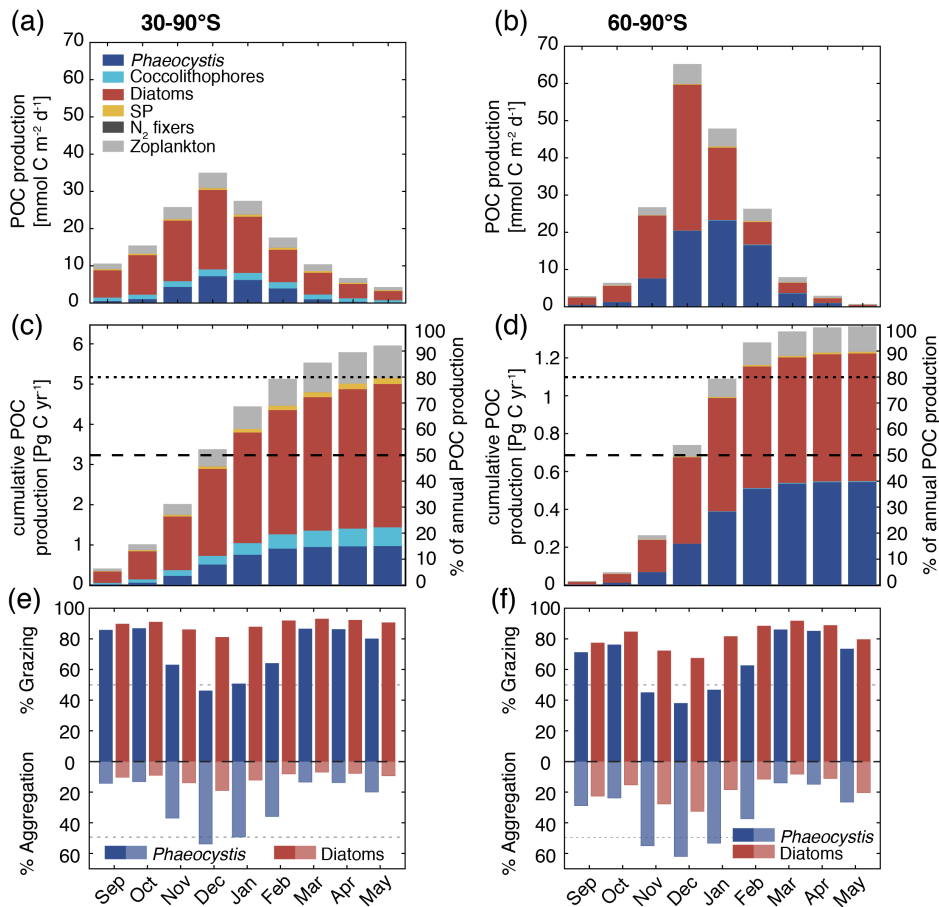 (a) 30-90°S
(b) 60-90°S
70
60
50
40
30
20
10
0
POC production
[mmol C m-2 d-1]
Phaeocystis
Coccolithophores
Diatoms
SP
N2 fixers
Zoplankton
70
60
50
40
30
20
10
0
POC production
[mmol C m-2 d-1]
(c)
6
5
4
3
2
1
0
cumulative POC
production [Pg C yr-1]
100
90
80
70
60
50
40
30
20
10
0
% of annual POC production
(d)
1.2
1
0.8
0.6
0.4
0.2
0
cumulative POC
production [Pg C yr-1]
100
90
80
70
60
50
40
30
20
10
0
% of annual POC production
(e)
100
80
60
40
20
0
20
40
60
% Grazing
% Aggregation
Phaeocystis
Diatoms
Sep Oct Nov Dec Jan Feb Mar Apr May
(f)
100
80
60
40
20
0
20
40
60
% Grazing
% Aggregation
Phaeocystis
Diatoms
Sep Oct Nov Dec Jan Feb Mar Apr May